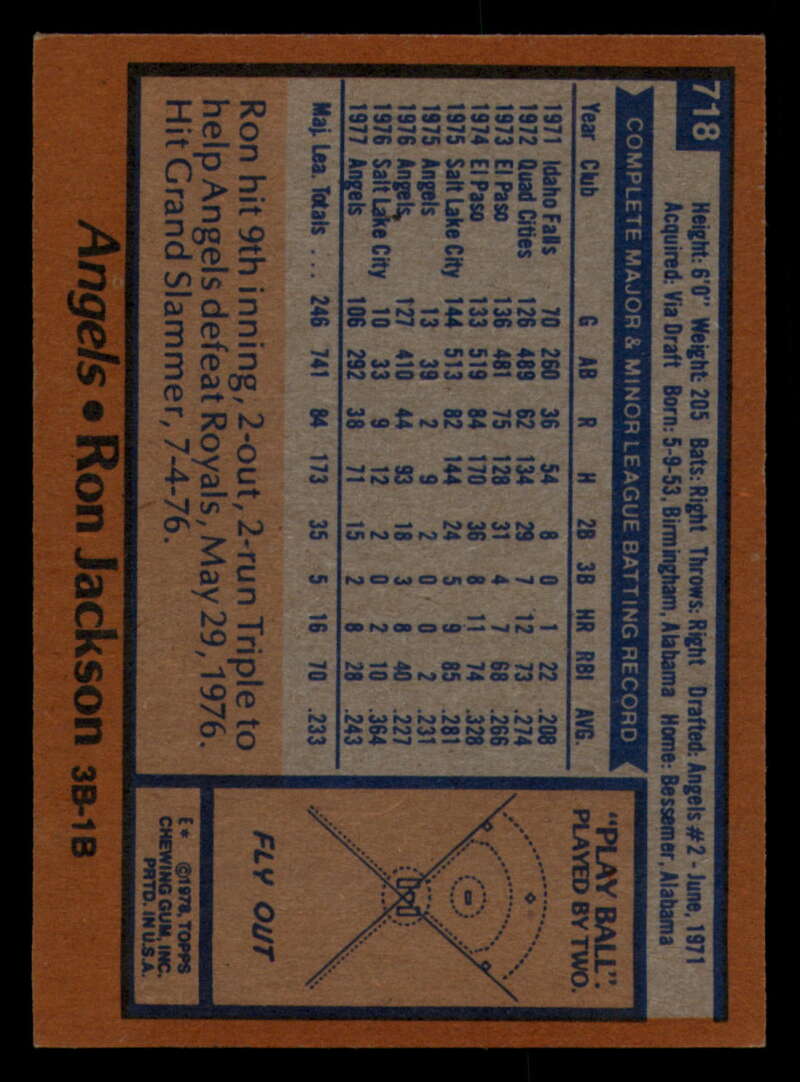 718
Height: 6'0" Weight: 205 Bats: Right Throws: Right Drafted: Angels #2 - June, 1971
Acquired: Via Draft Born: 5-9-53, Birmingham, Alabama Home: Bessemer, Alabama
COMPLETE MAJOR & MINOR LEAGUE BATTING RECORD
Year Club G AB R H 2B 3B HR RBI AVG.
1971 Idaho Falls 70 260 36 54 8 0 1 22 .208
1972 Quad Cities 126 489 62 134 29 7 12 73 .274
1973 El Paso 136 481 75 128 31 4 7 68 .266
1974 El Paso 133 519 84 170 36 8 11 74 .328
1975 Salt Lake City 144 513 82 144 24 5 9 85 .281
1975 Angels 13 39 2 9 2 0 0 2 .231
1976 Angels 127 410 44 93 18 3 8 40 .227
1976 Salt Lake City 10 33 9 12 2 0 2 10 .364
1977 Angels 106 292 38 71 15 2 8 28 .243
Maj. Lea. Totals ... 246 741 84 173 35 5 16 70 .233
Ron hit 9th inning, 2-out, 2-run Triple to
help Angels defeat Royals, May 29, 1976.
Hit Grand Slammer, 7-4-76.
"PLAY BALL".
PLAYED BY TWO.
FLY OUT
E* ©1978, TOPPS
CHEWING GUM, INC.
PRTD. IN U.S.A.
Angels • Ron Jackson 3B-1B